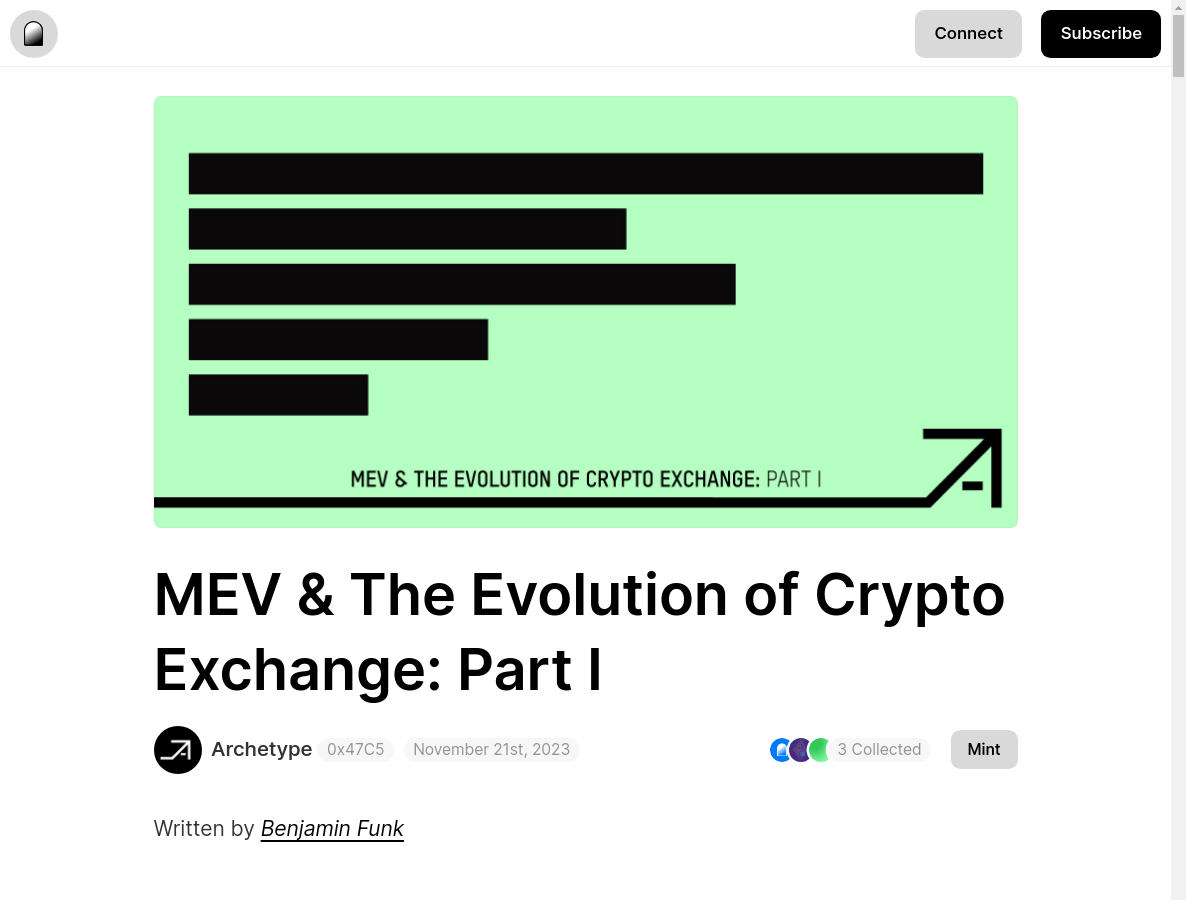 Connect
Subscribe
MEV & THE EVOLUTION OF CRYPTO EXCHANGE: PART I
MEV & The Evolution of Crypto
Exchange: Part I
Archetype 0x47C5 November 21st, 2023 3 Collected Mint
Written by Benjamin Funk